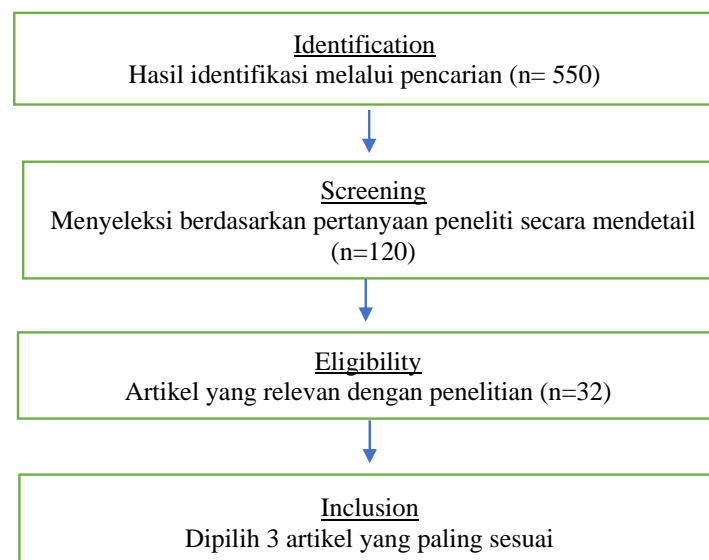 Identification
Hasil identifikasi melalui pencarian (n= 550)
Screening
Menyeleksi berdasarkan pertanyaan peneliti secara mendetail
(n=120)
Eligibility
Artikel yang relevan dengan penelitian (n=32)
Inclusion
Dipilih 3 artikel yang paling sesuai